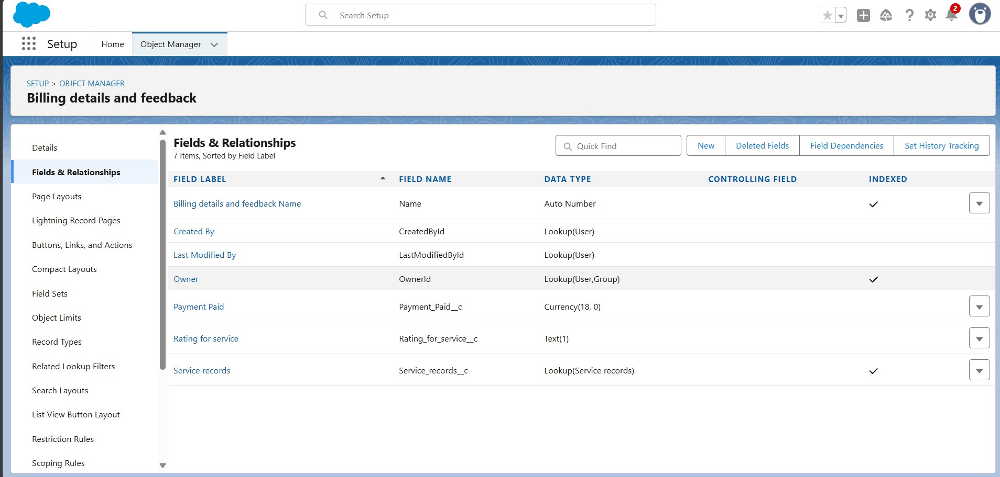 Search Setup
2
Setup
Home
Object Manager
SETUP > OBJECT MANAGER
Billing details and feedback
Details
Fields & Relationships
Page Layouts
Lightning Record Pages
Buttons, Links, and Actions
Compact Layouts
Field Sets
Object Limits
Record Types
Related Lookup Filters
Search Layouts
List View Button Layout
Restriction Rules
Scoping Rules
Fields & Relationships
7 Items, Sorted by Field Label
Quick Find
New
Deleted Fields
Field Dependencies
Set History Tracking
FIELD LABEL FIELD NAME DATA TYPE CONTROLLING FIELD INDEXED
Billing details and feedback Name Name Auto Number
Created By CreatedById Lookup(User)
Last Modified By LastModifiedById Lookup(User)
Owner OwnerId Lookup(User,Group)
Payment Paid Payment_Paid__c Currency(18, 0)
Rating for service Rating_for_service__c Text(1)
Service records Service_records__c Lookup(Service records)